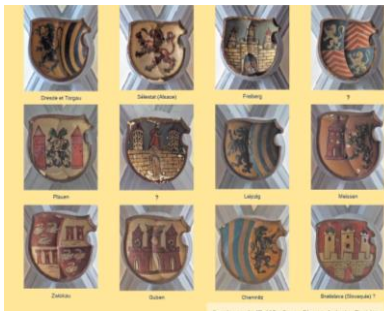 Dresde et Torgau
Sélestat (Alsace)
Freiberg
?
Plauen
?
Leipzig
Meissen
Zwickau
Guben
Chemnitz
Bratislava (Slovaquie) ?